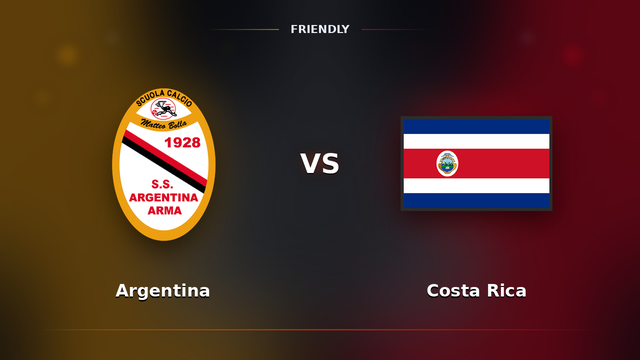 FRIENDLY
SCUOLA CALCIO
Matteo Bolla
1928
S.S.
ARGENTINA
ARMA
VS
Argentina
Costa Rica